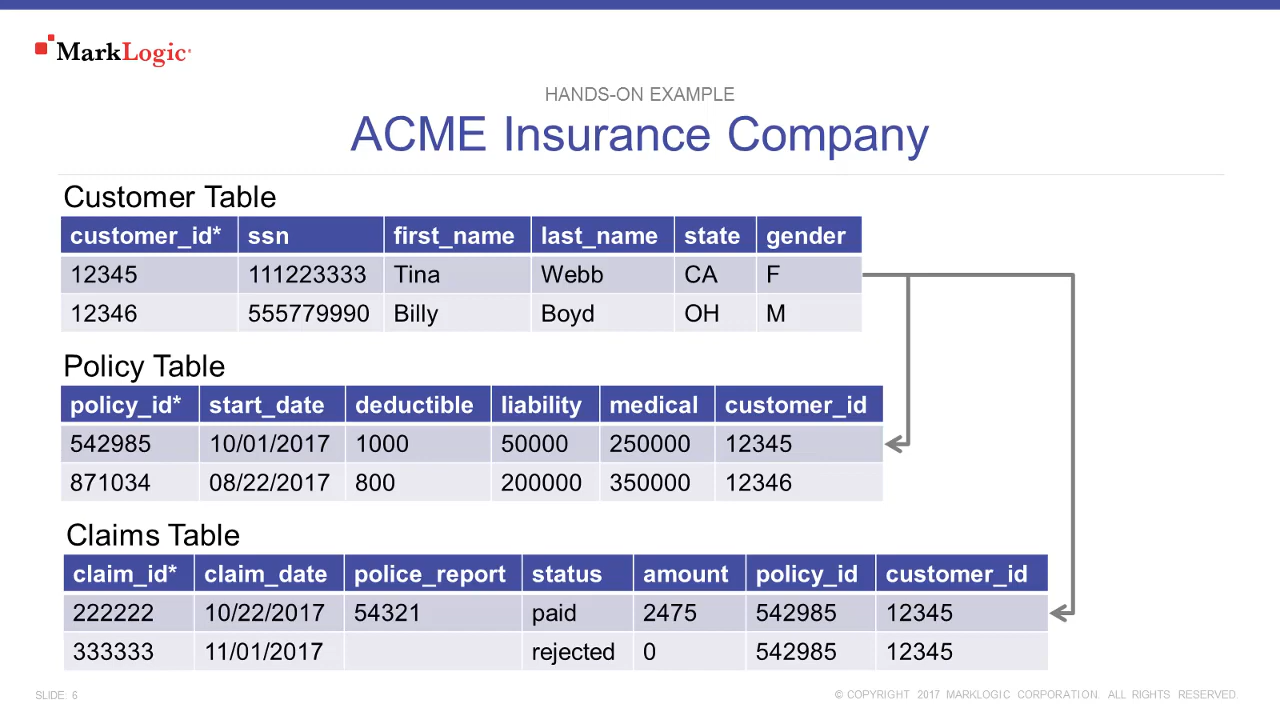 MarkLogic
HANDS-ON EXAMPLE
ACME Insurance Company
Customer Table
customer_id* ssn first_name last_name state gender
12345 111223333 Tina Webb CA F
12346 555779990 Billy Boyd OH M
Policy Table
policy_id* start_date deductible liability medical customer_id
542985 10/01/2017 1000 50000 250000 12345
871034 08/22/2017 800 200000 350000 12346
Claims Table
claim_id* claim_date police_report status amount policy_id customer_id
222222 10/22/2017 54321 paid 2475 542985 12345
333333 11/01/2017 rejected 0 542985 12345
SLIDE: 6 © COPYRIGHT 2017 MARKLOGIC CORPORATION. ALL RIGHTS RESERVED.